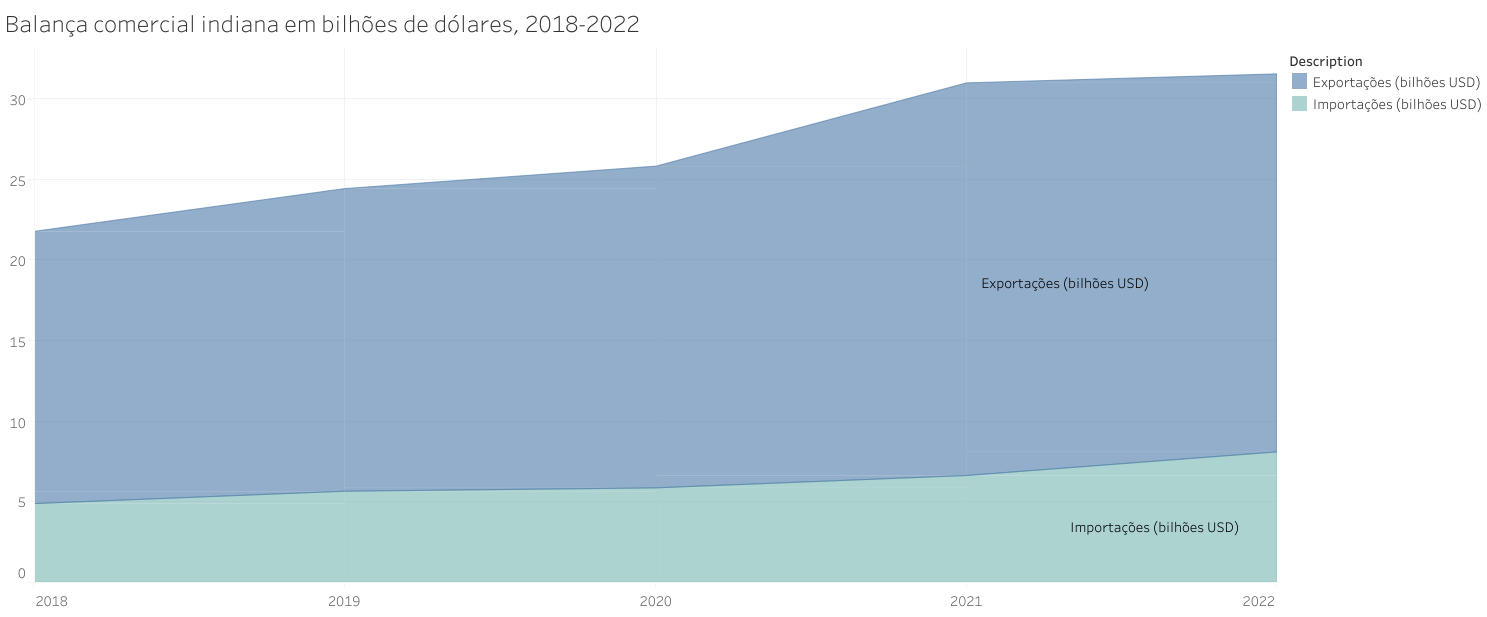 Balança comercial indiana em bilhões de dólares, 2018-2022
Description
Exportações (bilhões USD)
Importações (bilhões USD)
30
25
20
15
10
5
0
Exportações (bilhões USD)
Importações (bilhões USD)
2018 2019 2020 2021 2022